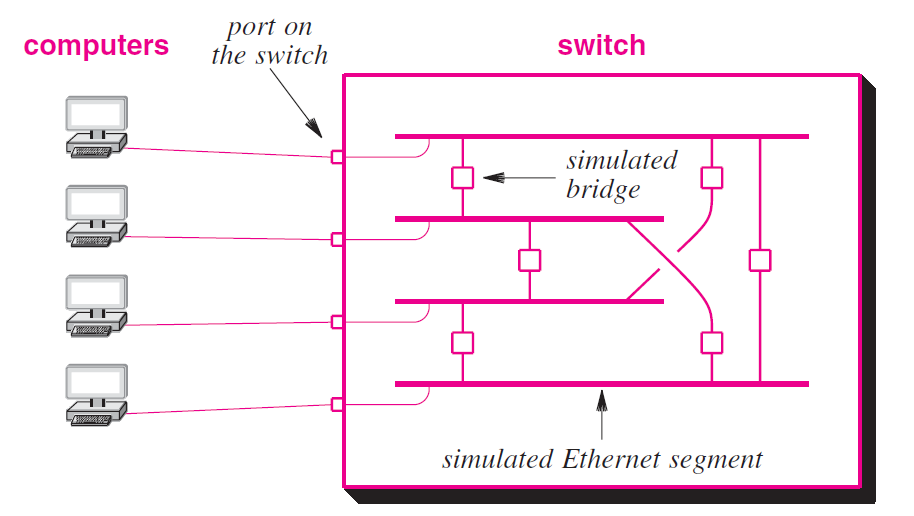 computers
port on
the switch
switch
simulated
bridge
simulated Ethernet segment